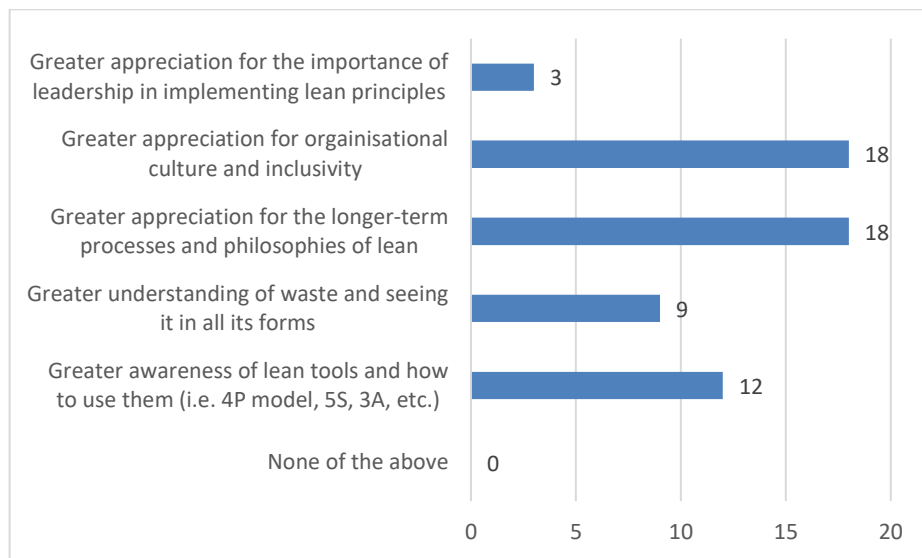 Greater appreciation for the importance of
leadership in implementing lean principles
3
Greater appreciation for orgainisational
culture and inclusivity
18
Greater appreciation for the longer-term
processes and philosophies of lean
18
Greater understanding of waste and seeing
it in all its forms
9
Greater awareness of lean tools and how
to use them (i.e. 4P model, 5S, 3A, etc.)
12
None of the above
0
0 5 10 15 20